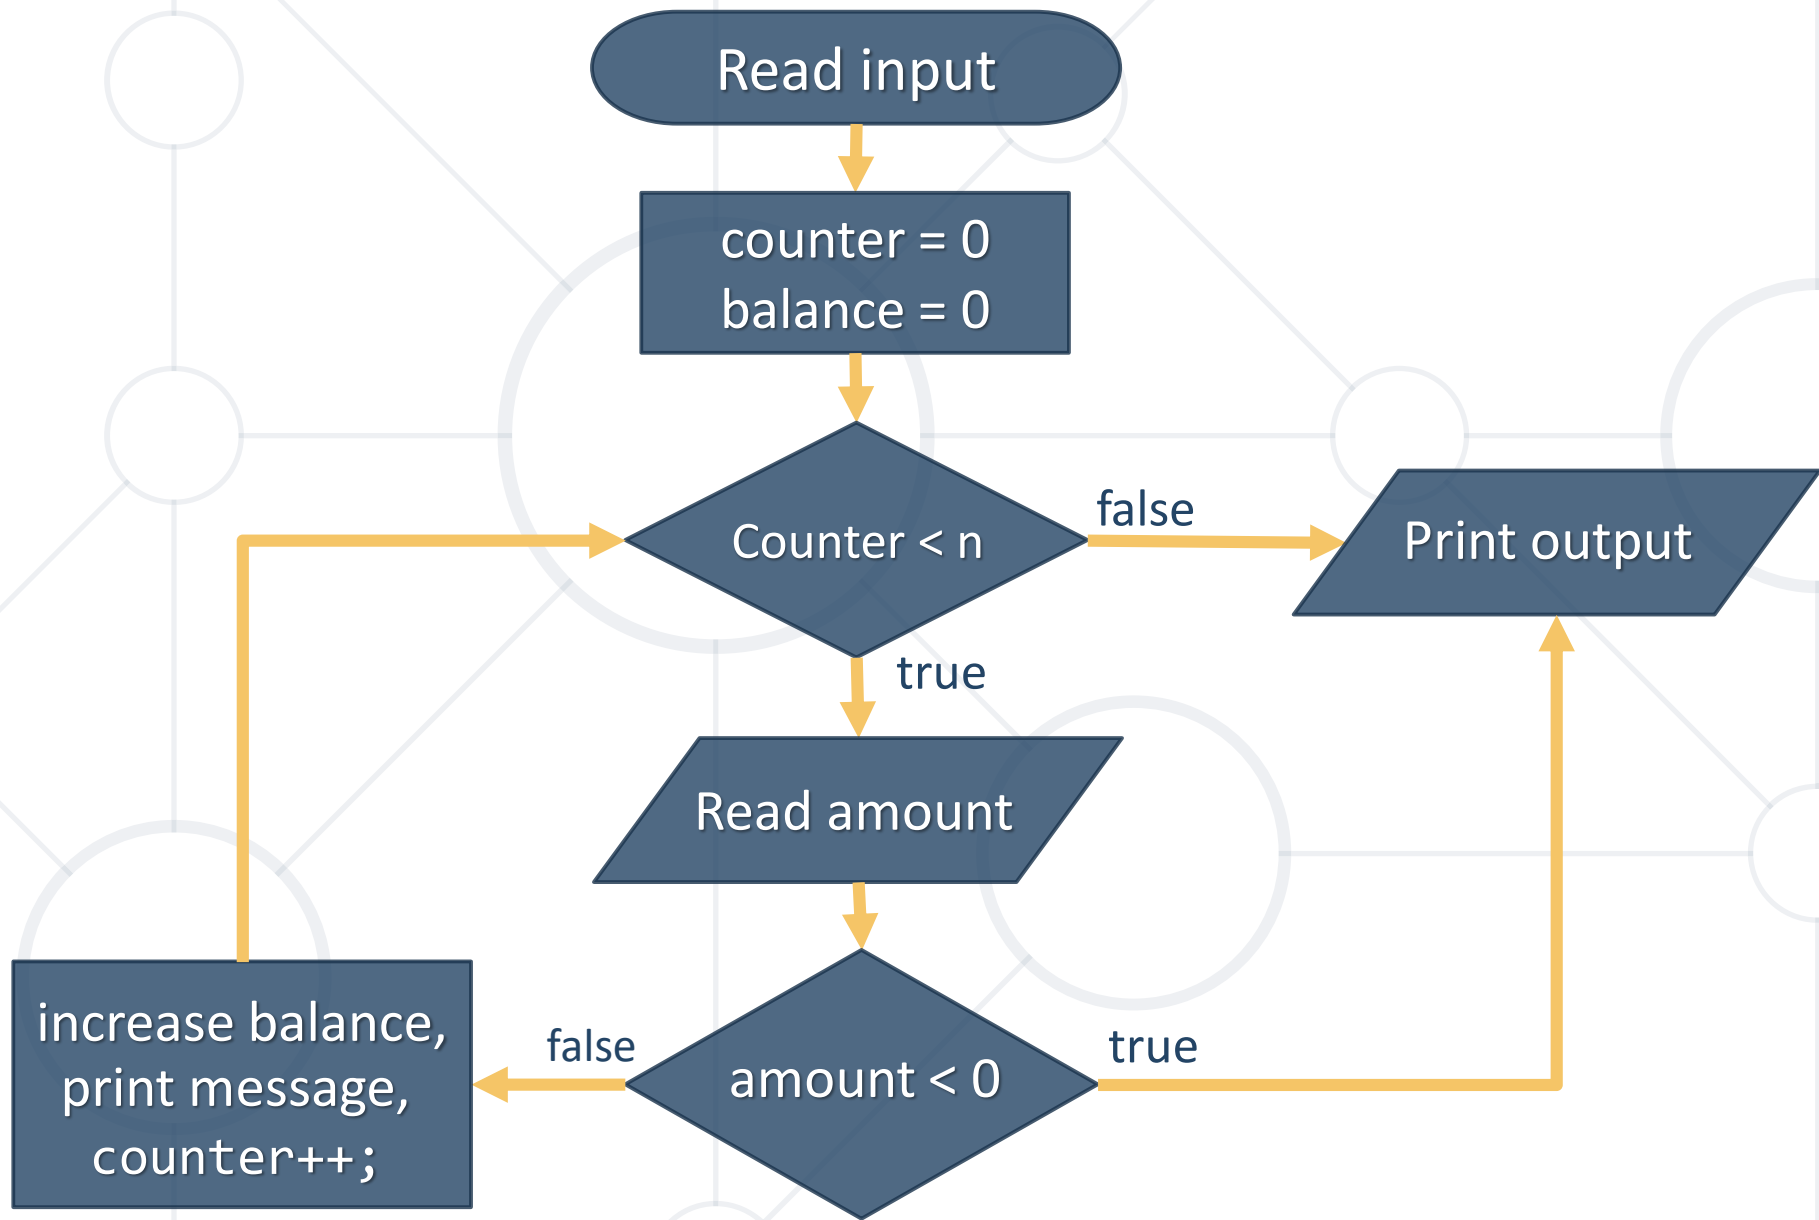 Read input
counter = 0
balance = 0
Counter < n
false
Print output
true
Read amount
amount < 0
false
true
increase balance,
print message,
counter++;